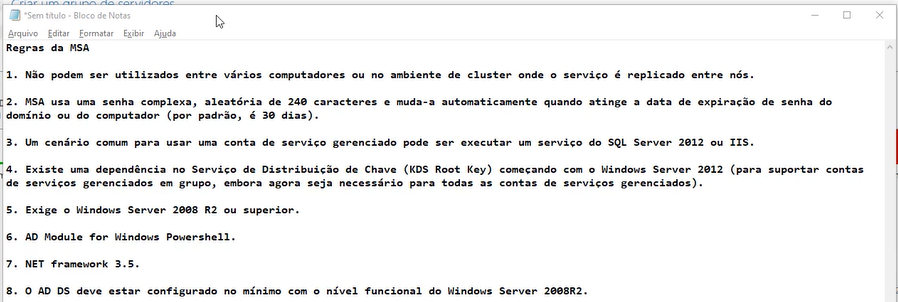 Criar um grupo de servidores
*Sem título - Bloco de Notas
Arquivo Editar Formatar Exibir Ajuda
Regras da MSA
1. Não podem ser utilizados entre vários computadores ou no ambiente de cluster onde o serviço é replicado entre nós.
2. MSA usa uma senha complexa, aleatória de 240 caracteres e muda-a automaticamente quando atinge a data de expiração de senha do
domínio ou do computador (por padrão, é 30 dias).
3. Um cenário comum para usar uma conta de serviço gerenciado pode ser executar um serviço do SQL Server 2012 ou IIS.
4. Existe uma dependência no Serviço de Distribuição de Chave (KDS Root Key) começando com o Windows Server 2012 (para suportar contas
de serviços gerenciados em grupo, embora agora seja necessário para todas as contas de serviços gerenciados).
5. Exige o Windows Server 2008 R2 ou superior.
6. AD Module for Windows Powershell.
7. NET framework 3.5.
8. O AD DS deve estar configurado no mínimo com o nível funcional do Windows Server 2008R2.